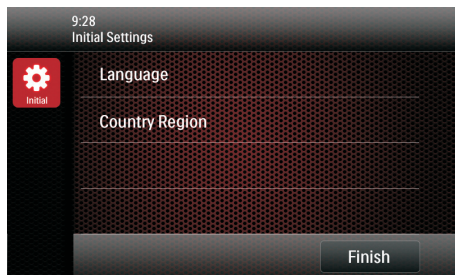 9:28
Initial Settings
Initial
Language
Country Region
Finish